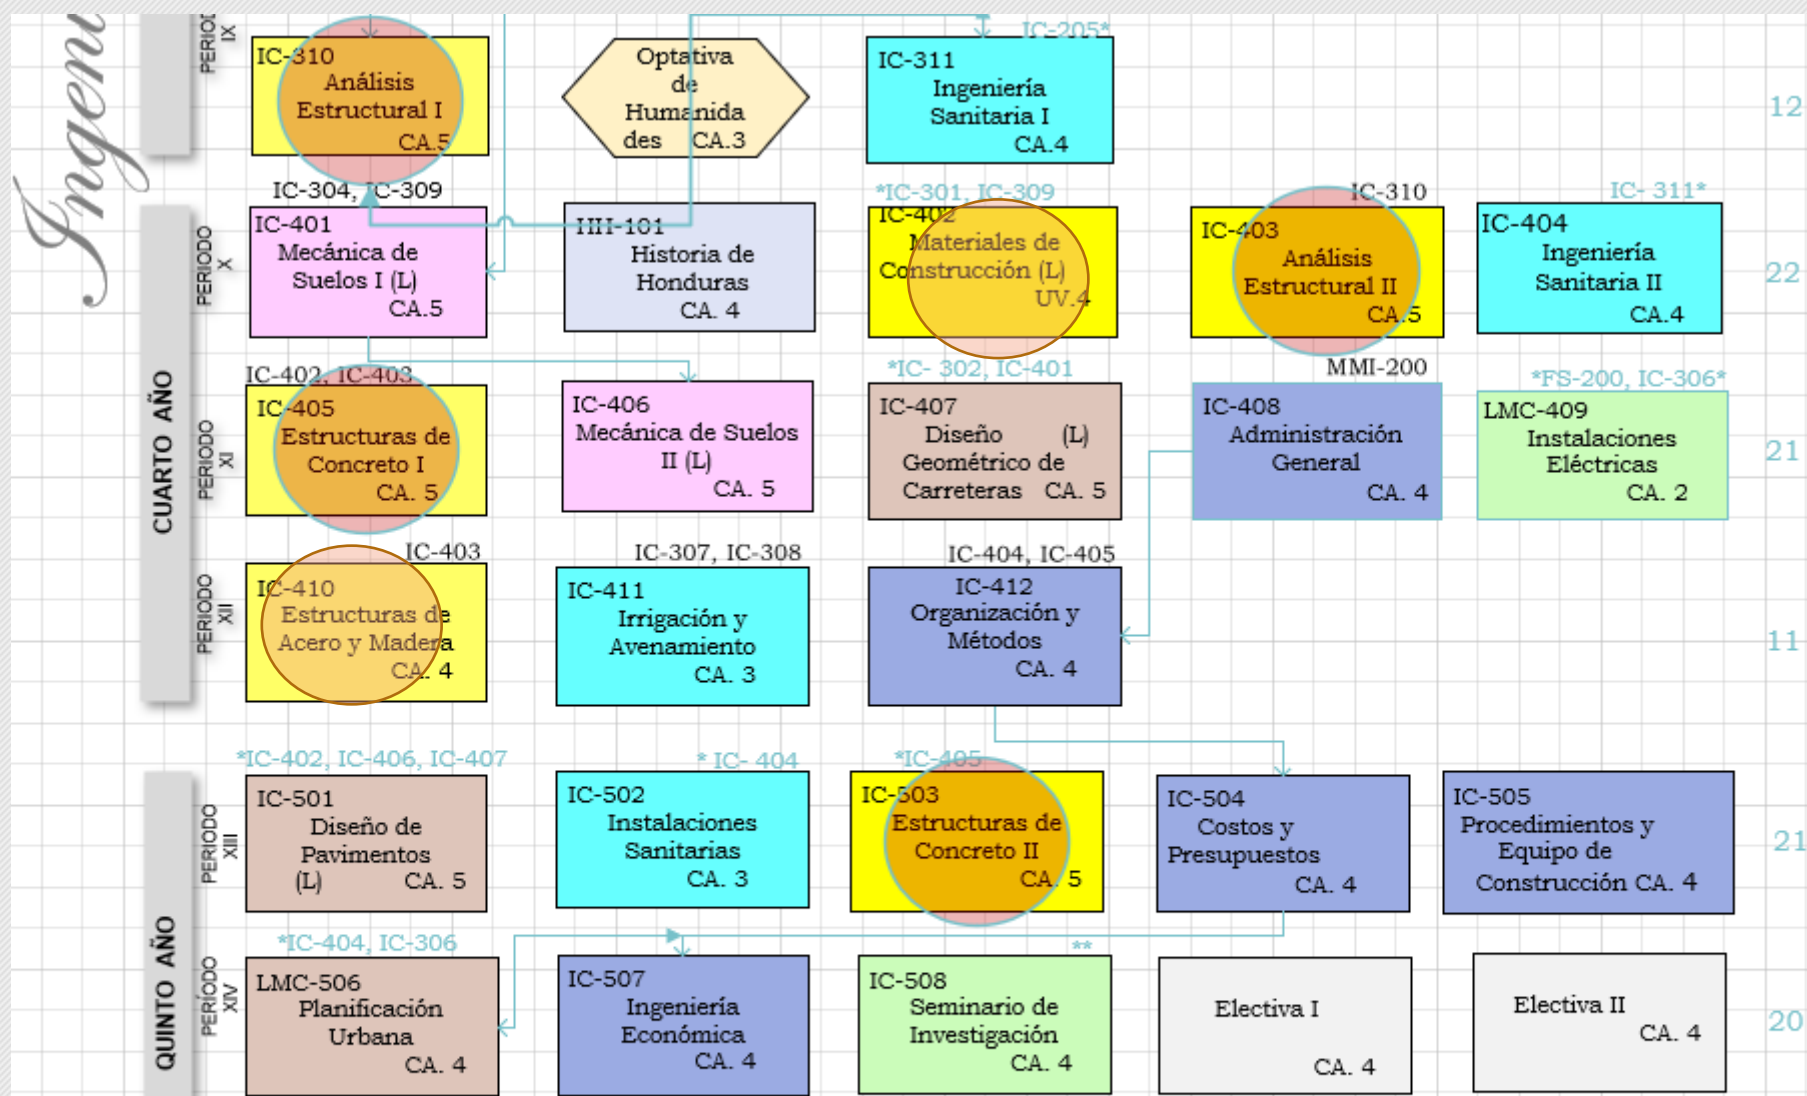 Ingeni
PERIOD
IX
IC-310
Análisis
Estructural I
CA.5
Optativa
de
Humanida
des CA.3
IC-205*
IC-311
Ingeniería
Sanitaria I
CA.4
12
CUARTO AÑO
PERIODO
X
IC-304, IC-309
IC-401
Mecánica de
Suelos I (L)
CA.5
HH-101
Historia de
Honduras
CA. 4
*IC-301, IC-309
IC-402
Materiales de
Construcción (L)
UV.4
IC-310
IC-403
Análisis
Estructural II
CA.5
IC- 311*
IC-404
Ingeniería
Sanitaria II
CA.4
22
PERIODO
XI
IC-402, IC-403
IC-405
Estructuras de
Concreto I
CA. 5
IC-406
Mecánica de Suelos
II (L)
CA. 5
*IC- 302, IC-401
IC-407
Diseño (L)
Geométrico de
Carreteras CA. 5
MMI-200
IC-408
Administración
General
CA. 4
*FS-200, IC-306*
LMC-409
Instalaciones
Eléctricas
CA. 2
21
PERIODO
XII
IC-403
IC-410
Estructuras de
Acero y Madera
CA. 4
IC-307, IC-308
IC-411
Irrigación y
Avenamiento
CA. 3
IC-404, IC-405
IC-412
Organización y
Métodos
CA. 4
11
QUINTO AÑO
PERIODO
XIII
*IC-402, IC-406, IC-407
IC-501
Diseño de
Pavimentos
(L) CA. 5
* IC- 404
IC-502
Instalaciones
Sanitarias
CA. 3
*IC-405
IC-503
Estructuras de
Concreto II
CA. 5
IC-504
Costos y
Presupuestos
CA. 4
IC-505
Procedimientos y
Equipo de
Construcción CA. 4
21
PERÍODO
XIV
*IC-404, IC-306
LMC-506
Planificación
Urbana
CA. 4
IC-507
Ingeniería
Económica
CA. 4
**
IC-508
Seminario de
Investigación
CA. 4
Electiva I
CA. 4
Electiva II
CA. 4
20